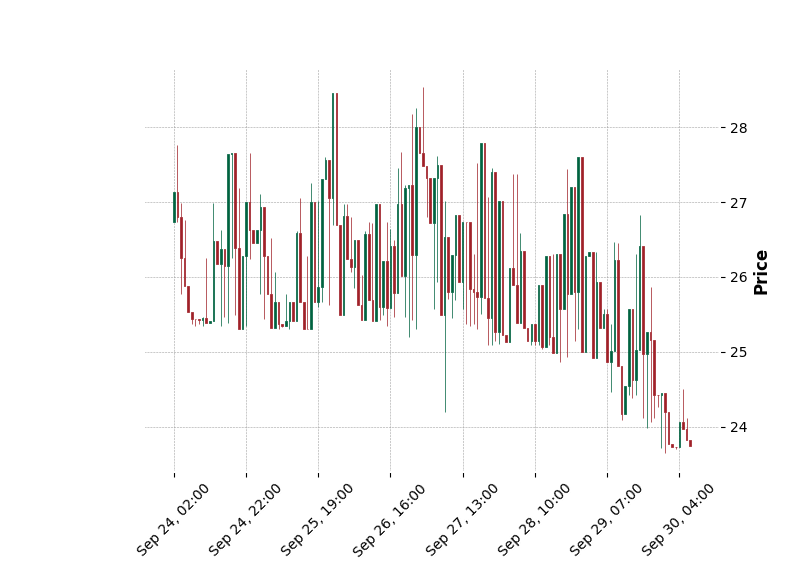 28
27
26
25
24
Price
Sep 24, 02:00
Sep 24, 22:00
Sep 25, 19:00
Sep 26, 16:00
Sep 27, 13:00
Sep 28, 10:00
Sep 29, 07:00
Sep 30, 04:00